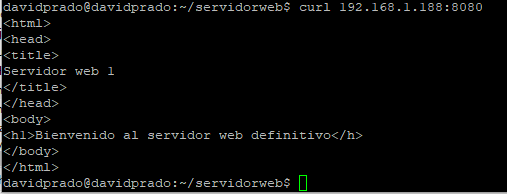 davidprado@davidprado:~/servidorweb$ curl 192.168.1.188:8080
<html>
<head>
<title>
Servidor web 1
</title>
</head>
<body>
<h1>Bienvenido al servidor web definitivo</h>
</body>
</html>
davidprado@davidprado:~/servidorweb$